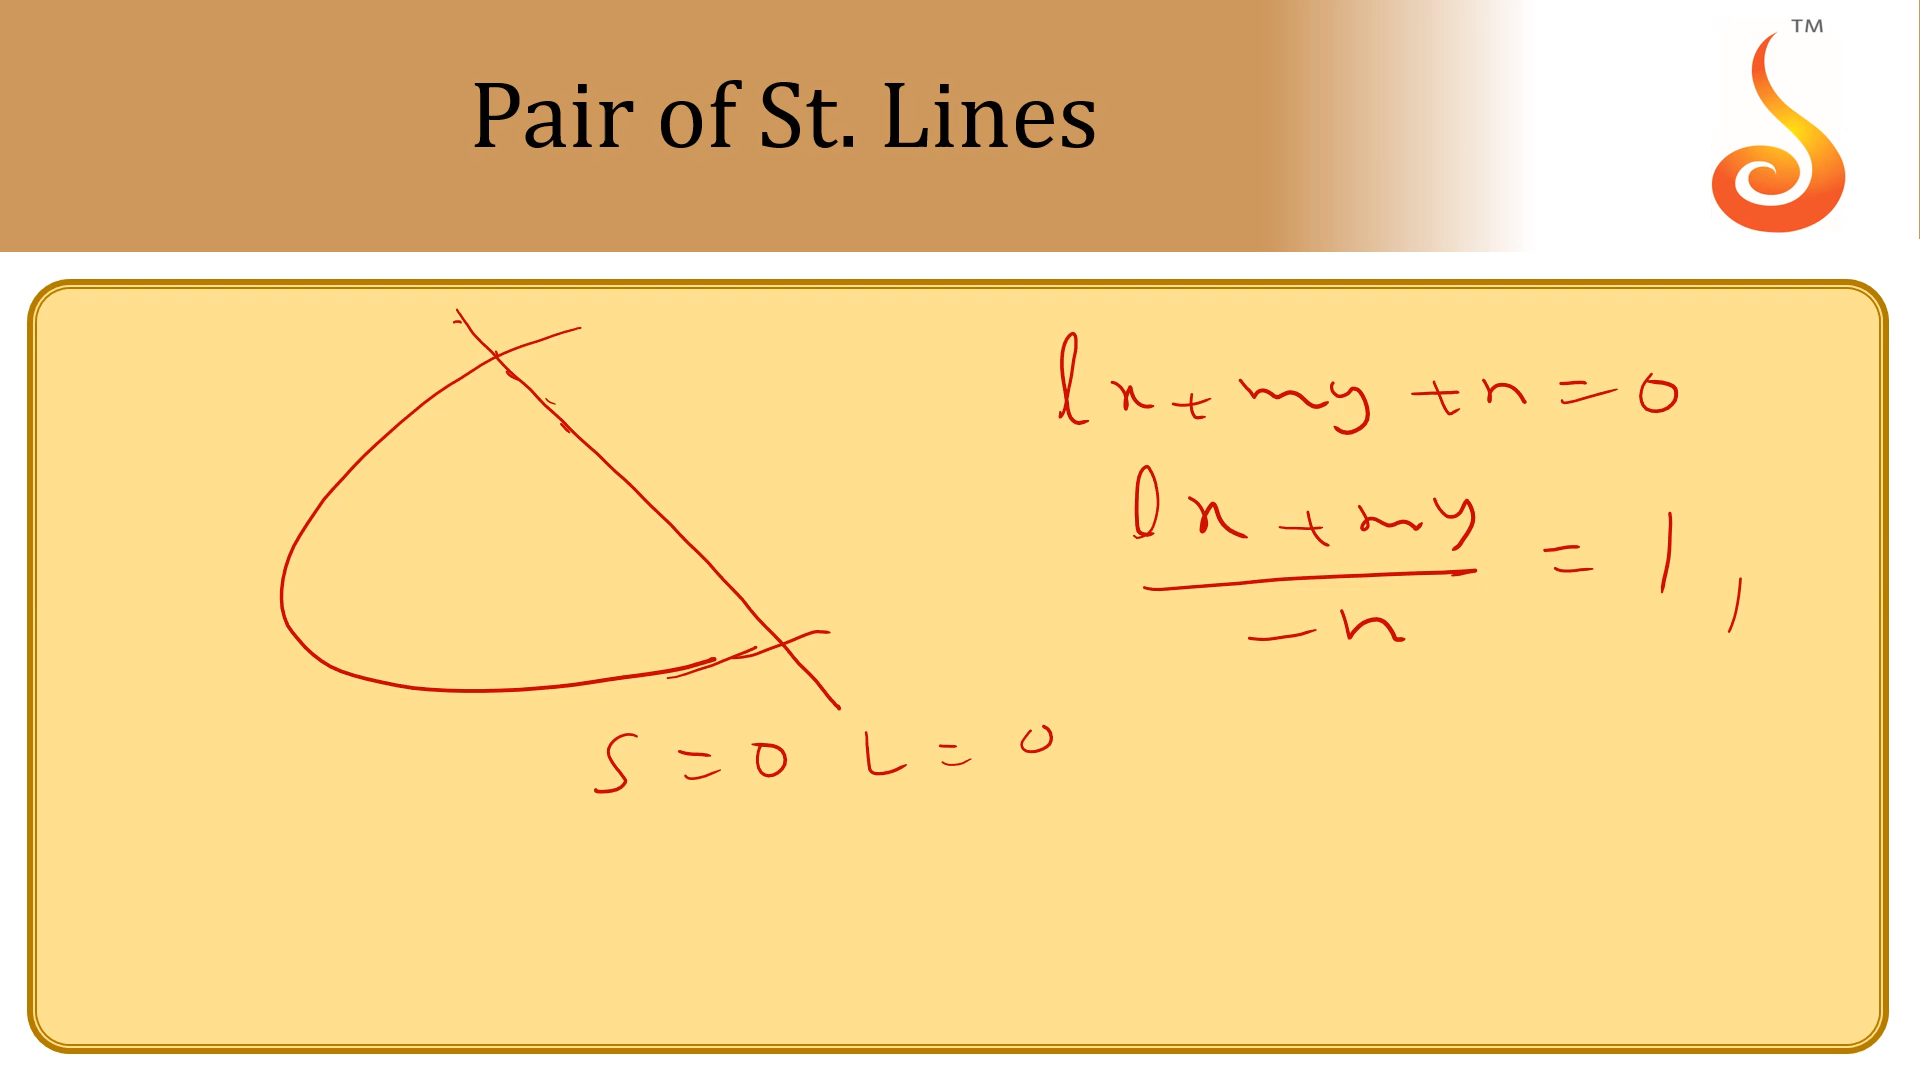 TM
Pair of St. Lines
lx + my + n = 0
lx + my
/ -n = 1,
S = 0 L = 0